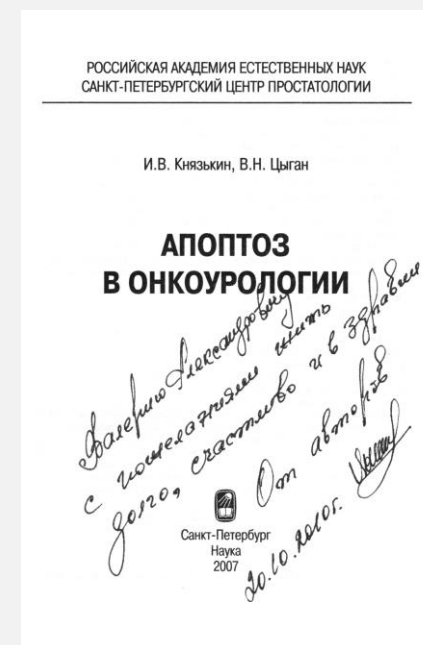 РОССИЙСКАЯ АКАДЕМИЯ ЕСТЕСТВЕННЫХ НАУК
САНКТ-ПЕТЕРБУРГСКИЙ ЦЕНТР ПРОСТАТОЛОГИИ
И.В. Князькин, В.Н. Цыган
АПОПТОЗ
В ОНКОУРОЛОГИИ
Валерию Александровичу
с пожеланиями жить
долго, счастливо и в здравии
От авторов
Санкт-Петербург
Наука
2007
20.10.2010г.